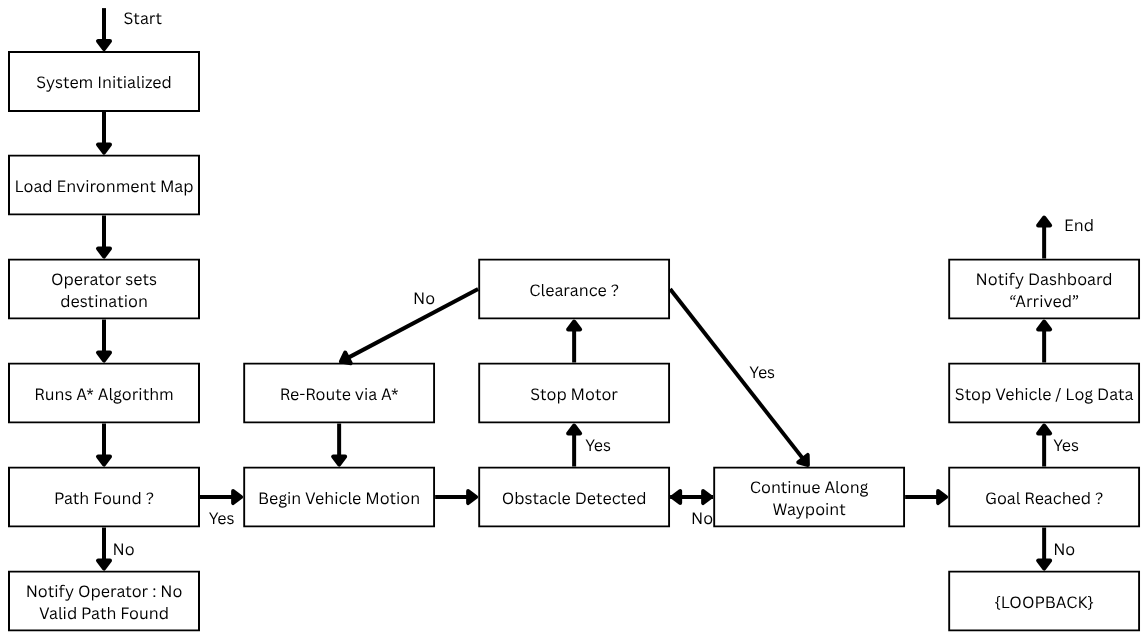 Start
System Initialized
Load Environment Map
Operator sets
destination
Runs A* Algorithm
Path Found ?
Yes
No
Notify Operator : No
Valid Path Found
Re-Route via A*
Begin Vehicle Motion
No
Clearance ?
Stop Motor
Yes
Obstacle Detected
Yes
No
Continue Along
Waypoint
End
Notify Dashboard
“Arrived”
Stop Vehicle / Log Data
Yes
Goal Reached ?
No
{LOOPBACK}